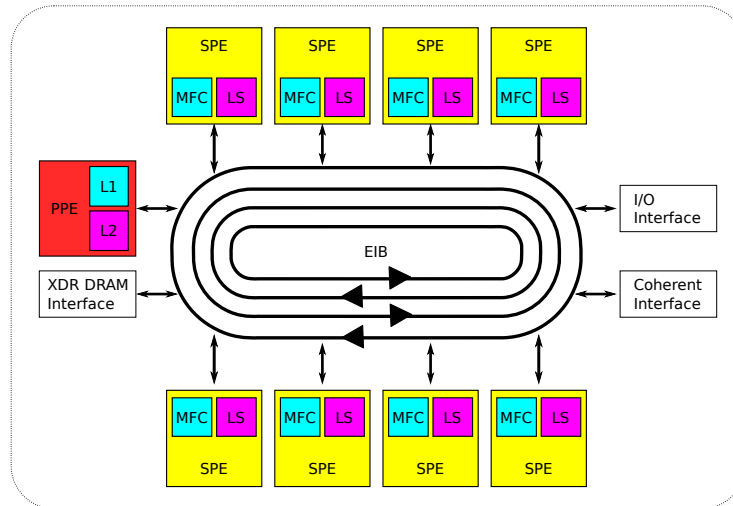 SPE
SPE
SPE
SPE
MFC LS
MFC LS
MFC LS
MFC LS
PPE
L1
L2
I/O
Interface
EIB
XDR DRAM
Interface
Coherent
Interface
MFC LS
MFC LS
MFC LS
MFC LS
SPE
SPE
SPE
SPE